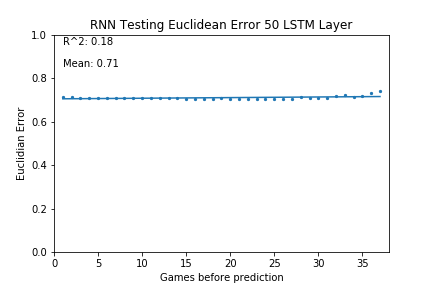 RNN Testing Euclidean Error 50 LSTM Layer
R^2: 0.18
Mean: 0.71
1.0
0.8
0.6
0.4
0.2
0.0
Euclidian Error
0 5 10 15 20 25 30 35
Games before prediction